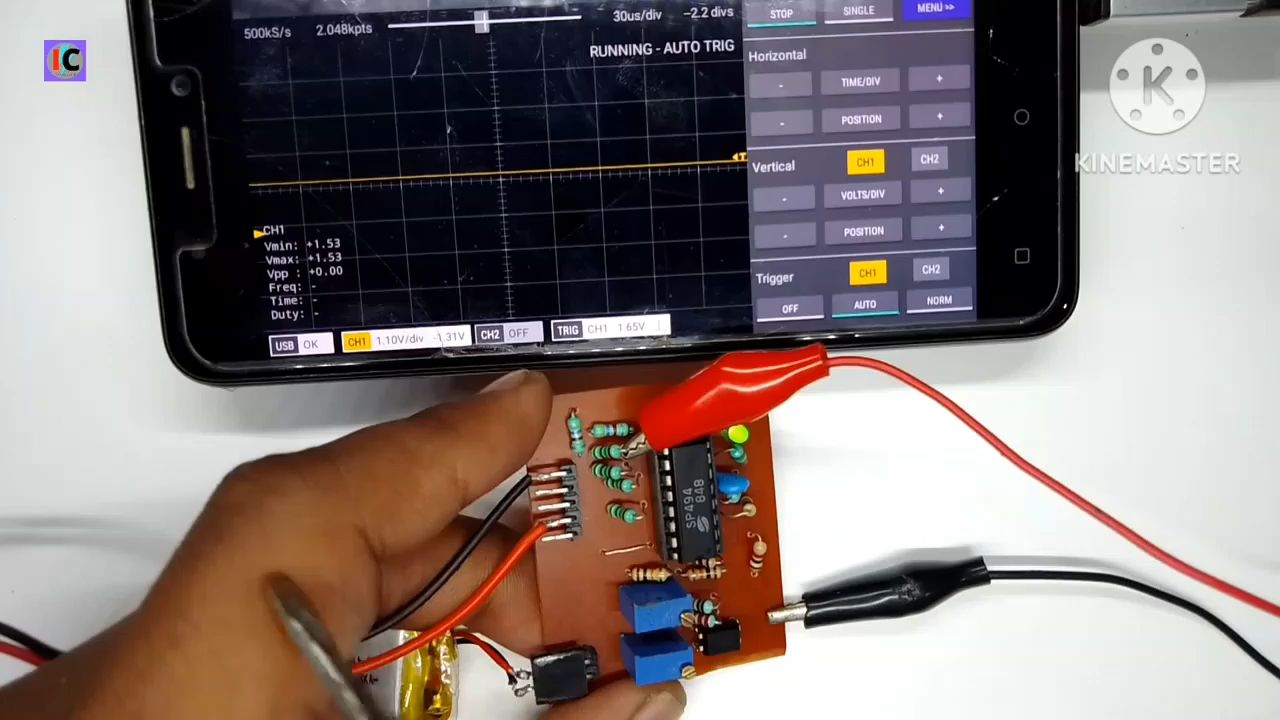 IC
500kS/s
2.048kpts
30us/div
-2.2 divs
RUNNING - AUTO TRIG
STOP
SINGLE
MENU >>
Horizontal
- TIME/DIV +
- POSITION +
Vertical CH1 CH2
- VOLTS/DIV +
- POSITION +
Trigger CH1 CH2
OFF AUTO NORM
CH1
Vmin: +1.53
Vmax: +1.53
Vpp : +0.00
Freq: -
Time: -
Duty: -
USB OK
CH1 1.10V/div -1.31V
CH2 OFF
TRIG CH1 1.65V
K
KINEMASTER
SP494
848